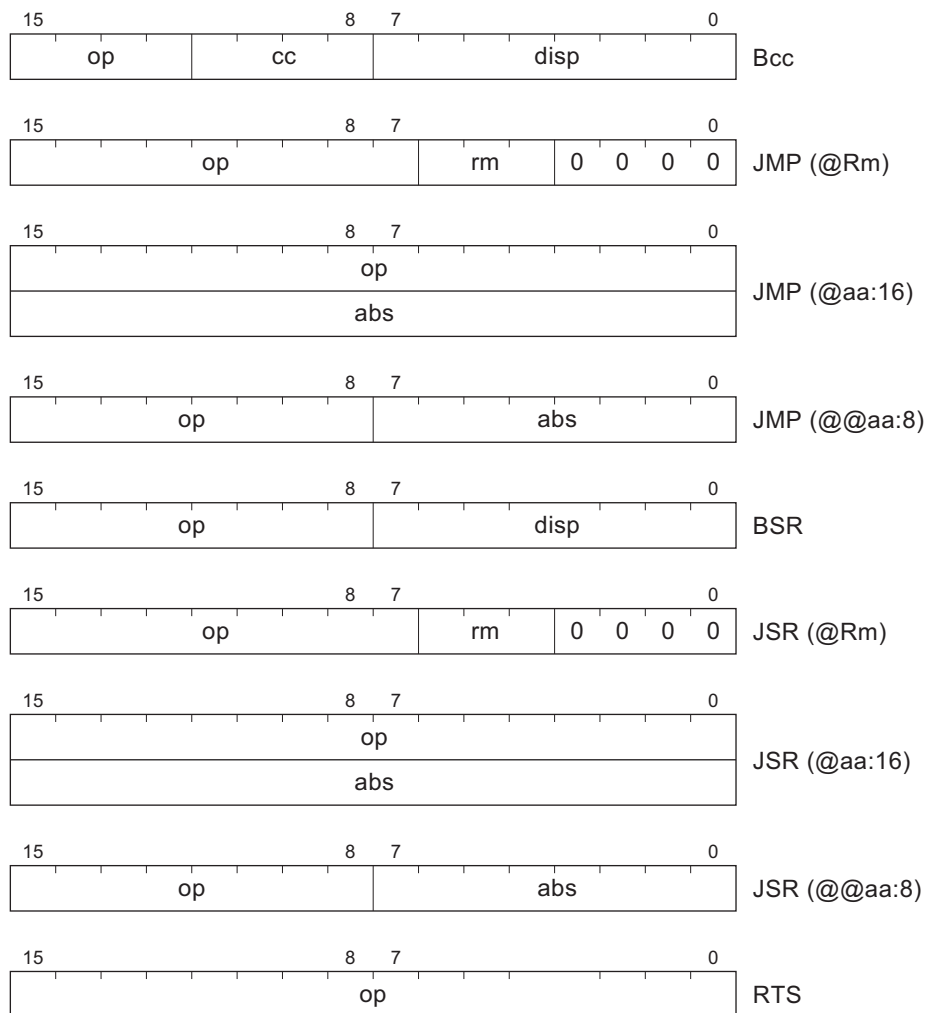 15 8 7 0
op cc disp Bcc
15 8 7 0
op rm 0 0 0 0 JMP (@Rm)
15 8 7 0
op
JMP (@aa:16)
abs
15 8 7 0
op abs JMP (@@aa:8)
15 8 7 0
op disp BSR
15 8 7 0
op rm 0 0 0 0 JSR (@Rm)
15 8 7 0
op
JSR (@aa:16)
abs
15 8 7 0
op abs JSR (@@aa:8)
15 8 7 0
op RTS